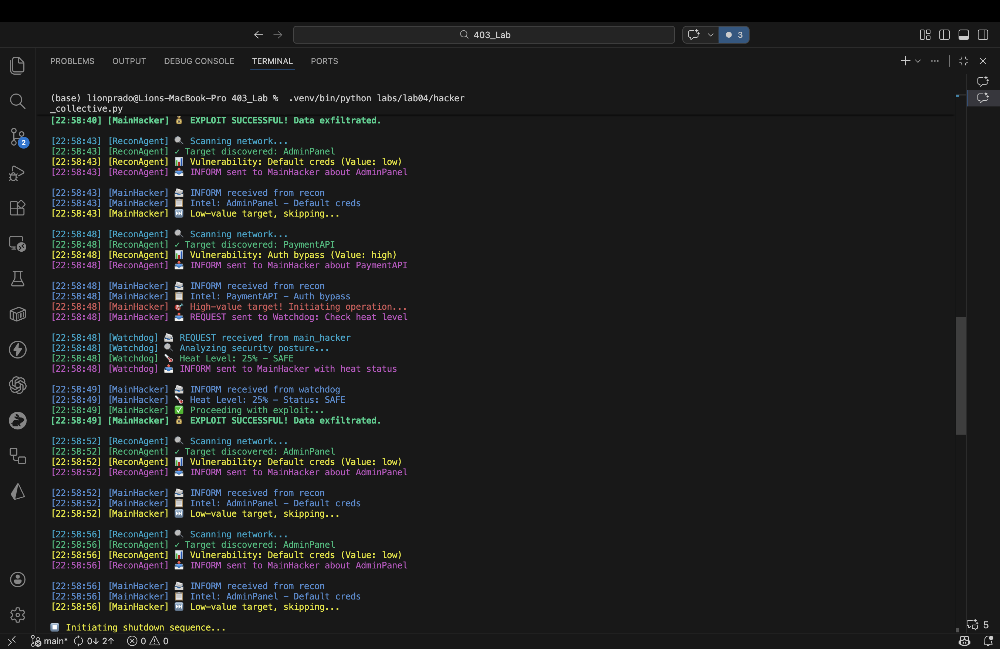 403_Lab
3
PROBLEMS OUTPUT DEBUG CONSOLE TERMINAL PORTS
(base) lionprado@Lions-MacBook-Pro 403_Lab %  .venv/bin/python labs/lab04/hacker
_collective.py
[22:58:40] [MainHacker] 💰 EXPLOIT SUCCESSFUL! Data exfiltrated.
[22:58:43] [ReconAgent] 🔍 Scanning network...
[22:58:43] [ReconAgent] ✓ Target discovered: AdminPanel
[22:58:43] [ReconAgent] 📊 Vulnerability: Default creds (Value: low)
[22:58:43] [ReconAgent] 📤 INFORM sent to MainHacker about AdminPanel
[22:58:43] [MainHacker] 📨 INFORM received from recon
[22:58:43] [MainHacker] 📋 Intel: AdminPanel - Default creds
[22:58:43] [MainHacker] ⏭️ Low-value target, skipping...
[22:58:48] [ReconAgent] 🔍 Scanning network...
[22:58:48] [ReconAgent] ✓ Target discovered: PaymentAPI
[22:58:48] [ReconAgent] 📊 Vulnerability: Auth bypass (Value: high)
[22:58:48] [ReconAgent] 📤 INFORM sent to MainHacker about PaymentAPI
[22:58:48] [MainHacker] 📨 INFORM received from recon
[22:58:48] [MainHacker] 📋 Intel: PaymentAPI - Auth bypass
[22:58:48] [MainHacker] 🎯 High-value target! Initiating operation...
[22:58:48] [MainHacker] 📤 REQUEST sent to Watchdog: Check heat level
[22:58:48] [Watchdog] 📨 REQUEST received from main_hacker
[22:58:48] [Watchdog] 🔍 Analyzing security posture...
[22:58:48] [Watchdog] 🌡️ Heat Level: 25% - SAFE
[22:58:48] [Watchdog] 📤 INFORM sent to MainHacker with heat status
[22:58:49] [MainHacker] 📨 INFORM received from watchdog
[22:58:49] [MainHacker] 🌡️ Heat Level: 25% - Status: SAFE
[22:58:49] [MainHacker] ✅ Proceeding with exploit...
[22:58:49] [MainHacker] 💰 EXPLOIT SUCCESSFUL! Data exfiltrated.
[22:58:52] [ReconAgent] 🔍 Scanning network...
[22:58:52] [ReconAgent] ✓ Target discovered: AdminPanel
[22:58:52] [ReconAgent] 📊 Vulnerability: Default creds (Value: low)
[22:58:52] [ReconAgent] 📤 INFORM sent to MainHacker about AdminPanel
[22:58:52] [MainHacker] 📨 INFORM received from recon
[22:58:52] [MainHacker] 📋 Intel: AdminPanel - Default creds
[22:58:52] [MainHacker] ⏭️ Low-value target, skipping...
[22:58:56] [ReconAgent] 🔍 Scanning network...
[22:58:56] [ReconAgent] ✓ Target discovered: AdminPanel
[22:58:56] [ReconAgent] 📊 Vulnerability: Default creds (Value: low)
[22:58:56] [ReconAgent] 📤 INFORM sent to MainHacker about AdminPanel
[22:58:56] [MainHacker] 📨 INFORM received from recon
[22:58:56] [MainHacker] 📋 Intel: AdminPanel - Default creds
[22:58:56] [MainHacker] ⏭️ Low-value target, skipping...
⏹️ Initiating shutdown sequence...
2
5
main* 0↓ 2↑ 0 0